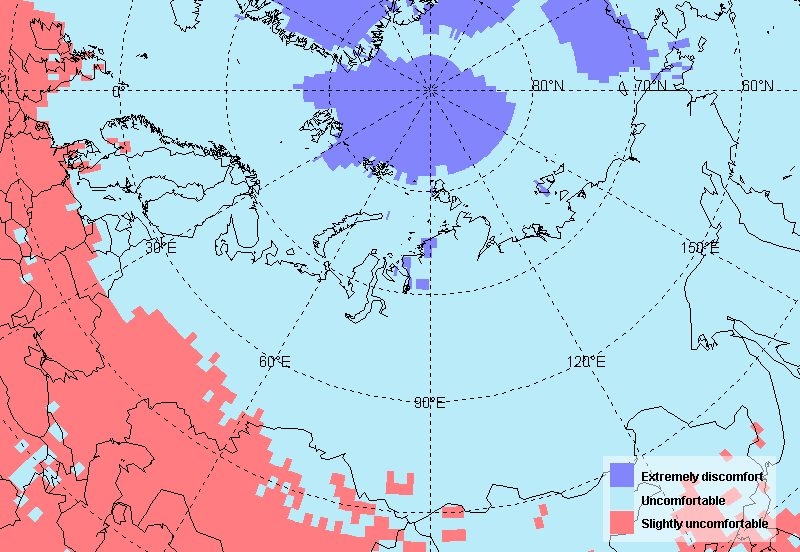 80°N
70°N
60°N
0°
30°E
150°E
60°E
120°E
90°E
Extremely discomfort
Uncomfortable
Slightly uncomfortable